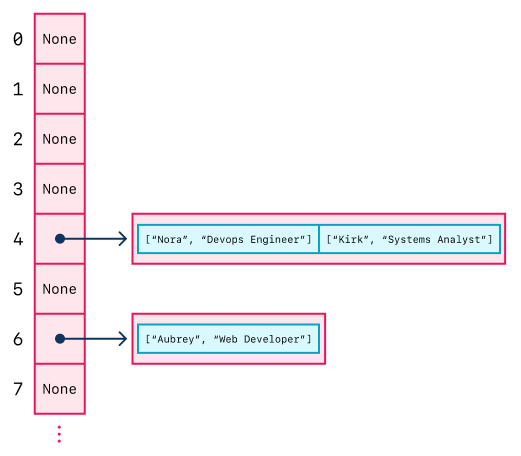 0 None
1 None
2 None
3 None
4 [“Nora”, “Devops Engineer”] [“Kirk”, “Systems Analyst”]
5 None
6 [“Aubrey”, “Web Developer”]
7 None
⋮